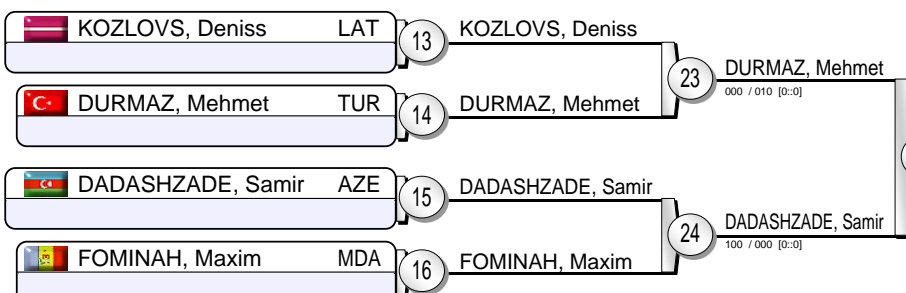 KOZLOVS, Deniss LAT
13
KOZLOVS, Deniss
23
DURMAZ, Mehmet
000 / 010 [0::0]
DURMAZ, Mehmet TUR
14
DURMAZ, Mehmet
DADASHZADE, Samir AZE
15
DADASHZADE, Samir
24
DADASHZADE, Samir
100 / 000 [0::0]
FOMINAH, Maxim MDA
16
FOMINAH, Maxim